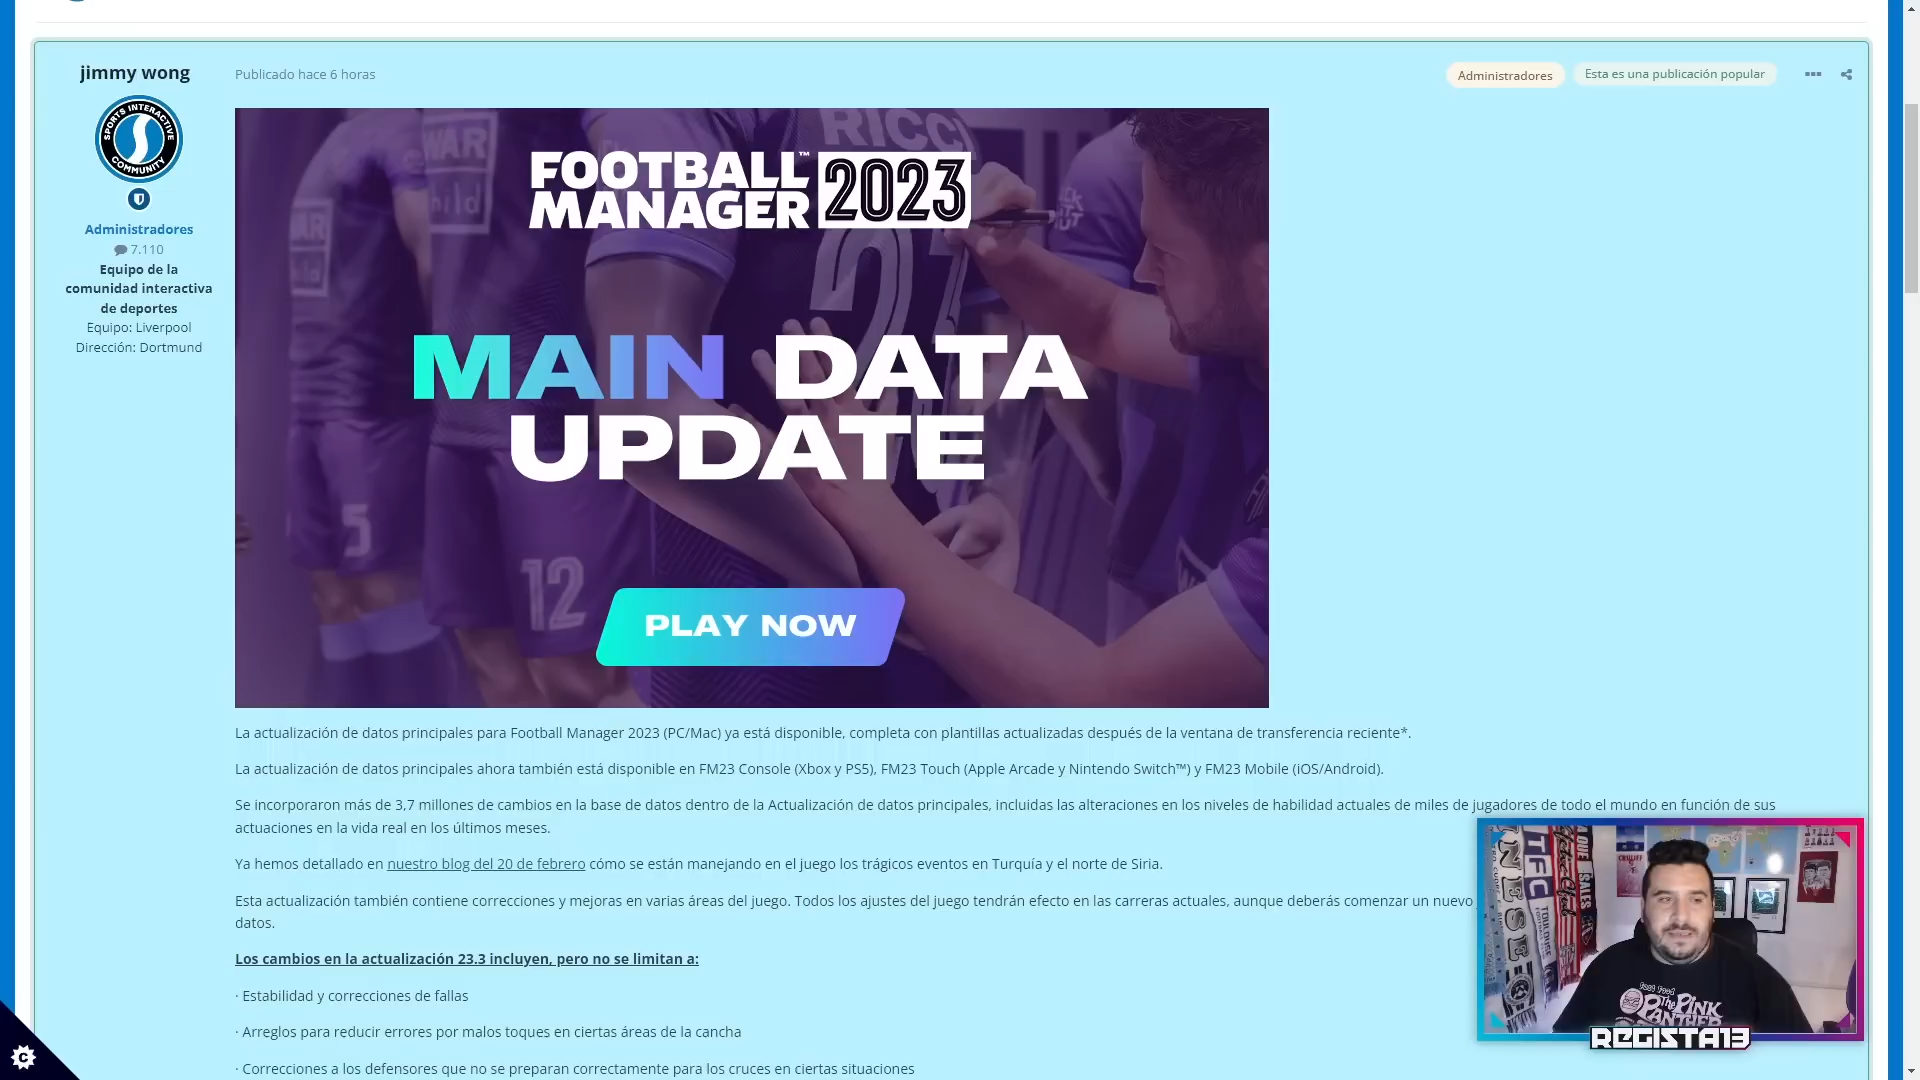 jimmy wong
Publicado hace 6 horas
Administradores
Esta es una publicación popular
SPORTS INTERACTIVE
COMMUNITY
Administradores
7.110
Equipo de la
comunidad interactiva
de deportes
Equipo: Liverpool
Dirección: Dortmund
RICCI
WAR
hild
FOOTBALL™
MANAGER 2023
MAIN DATA
UPDATE
5
12
PLAY NOW
La actualización de datos principales para Football Manager 2023 (PC/Mac) ya está disponible, completa con plantillas actualizadas después de la ventana de transferencia reciente*.
La actualización de datos principales ahora también está disponible en FM23 Console (Xbox y PS5), FM23 Touch (Apple Arcade y Nintendo Switch™) y FM23 Mobile (iOS/Android).
Se incorporaron más de 3,7 millones de cambios en la base de datos dentro de la Actualización de datos principales, incluidas las alteraciones en los niveles de habilidad actuales de miles de jugadores de todo el mundo en función de sus
actuaciones en la vida real en los últimos meses.
Ya hemos detallado en nuestro blog del 20 de febrero cómo se están manejando en el juego los trágicos eventos en Turquía y el norte de Siria.
Esta actualización también contiene correcciones y mejoras en varias áreas del juego. Todos los ajustes del juego tendrán efecto en las carreras actuales, aunque deberás comenzar un nuevo
datos.
Los cambios en la actualización 23.3 incluyen, pero no se limitan a:
· Estabilidad y correcciones de fallas
· Arreglos para reducir errores por malos toques en ciertas áreas de la cancha
· Correcciones a los defensores que no se preparan correctamente para los cruces en ciertas situaciones
The PINK
PANTHER
REGISTA13